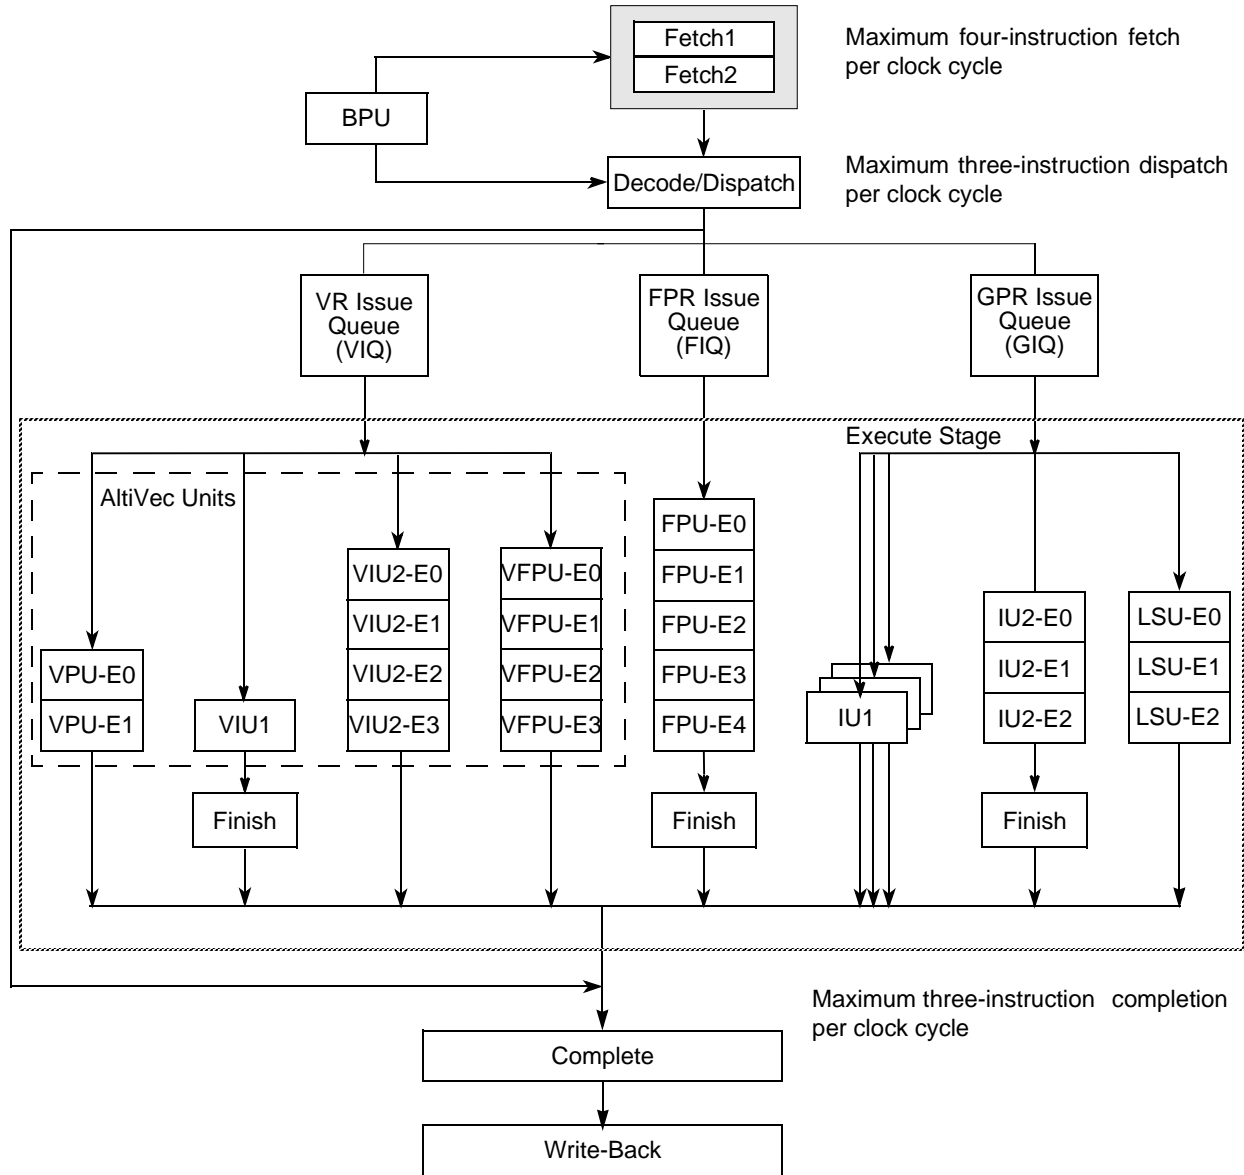 Fetch1
Maximum four-instruction fetch
per clock cycle
Fetch2
BPU
Decode/Dispatch
Maximum three-instruction dispatch
per clock cycle
VR Issue
Queue
(VIQ)
FPR Issue
Queue
(FIQ)
GPR Issue
Queue
(GIQ)
Execute Stage
AltiVec Units
VPU-E0
VPU-E1
VIU1
Finish
VIU2-E0
VIU2-E1
VIU2-E2
VIU2-E3
VFPU-E0
VFPU-E1
VFPU-E2
VFPU-E3
FPU-E0
FPU-E1
FPU-E2
FPU-E3
FPU-E4
Finish
IU1
IU2-E0
IU2-E1
IU2-E2
Finish
LSU-E0
LSU-E1
LSU-E2
Maximum three-instruction completion
per clock cycle
Complete
Write-Back